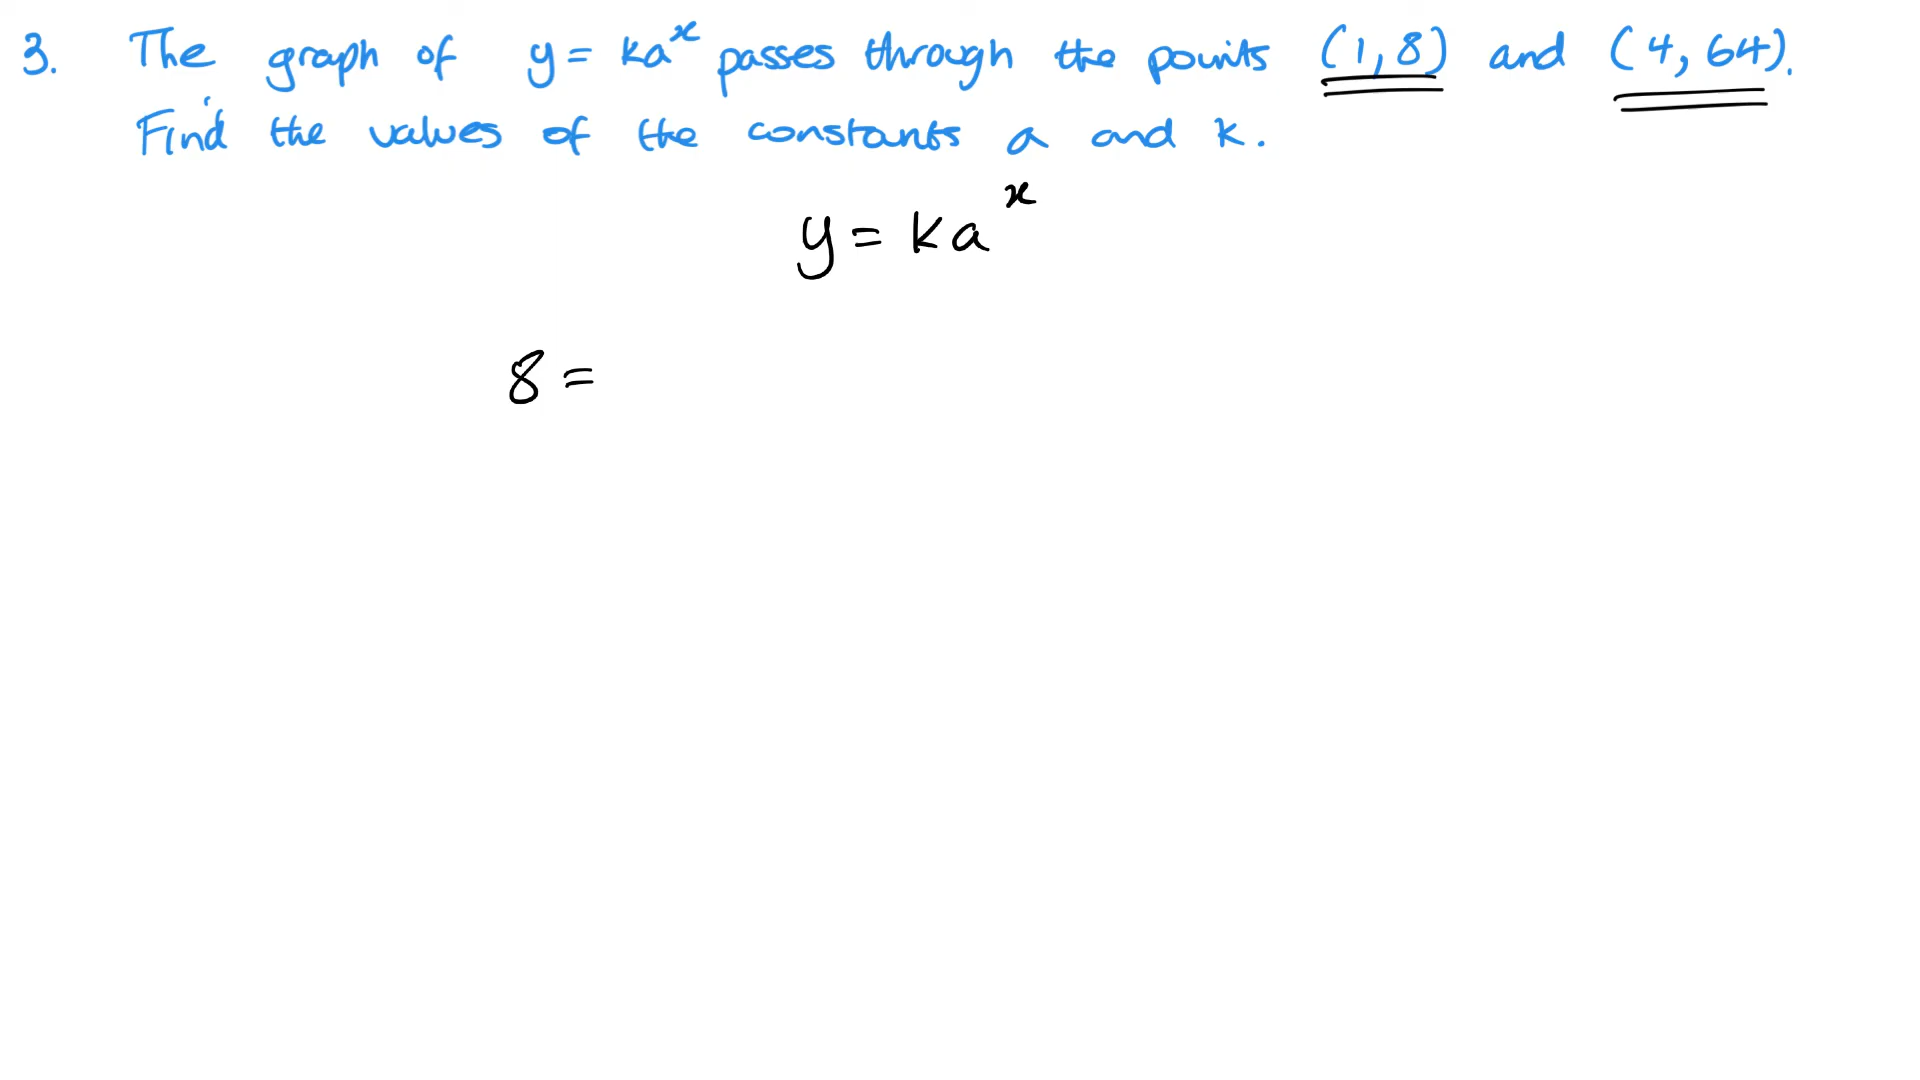 3. The graph of y = ka^x passes through the points (1, 8) and (4, 64).
Find the values of the constants a and k.
y = ka^x
8 =